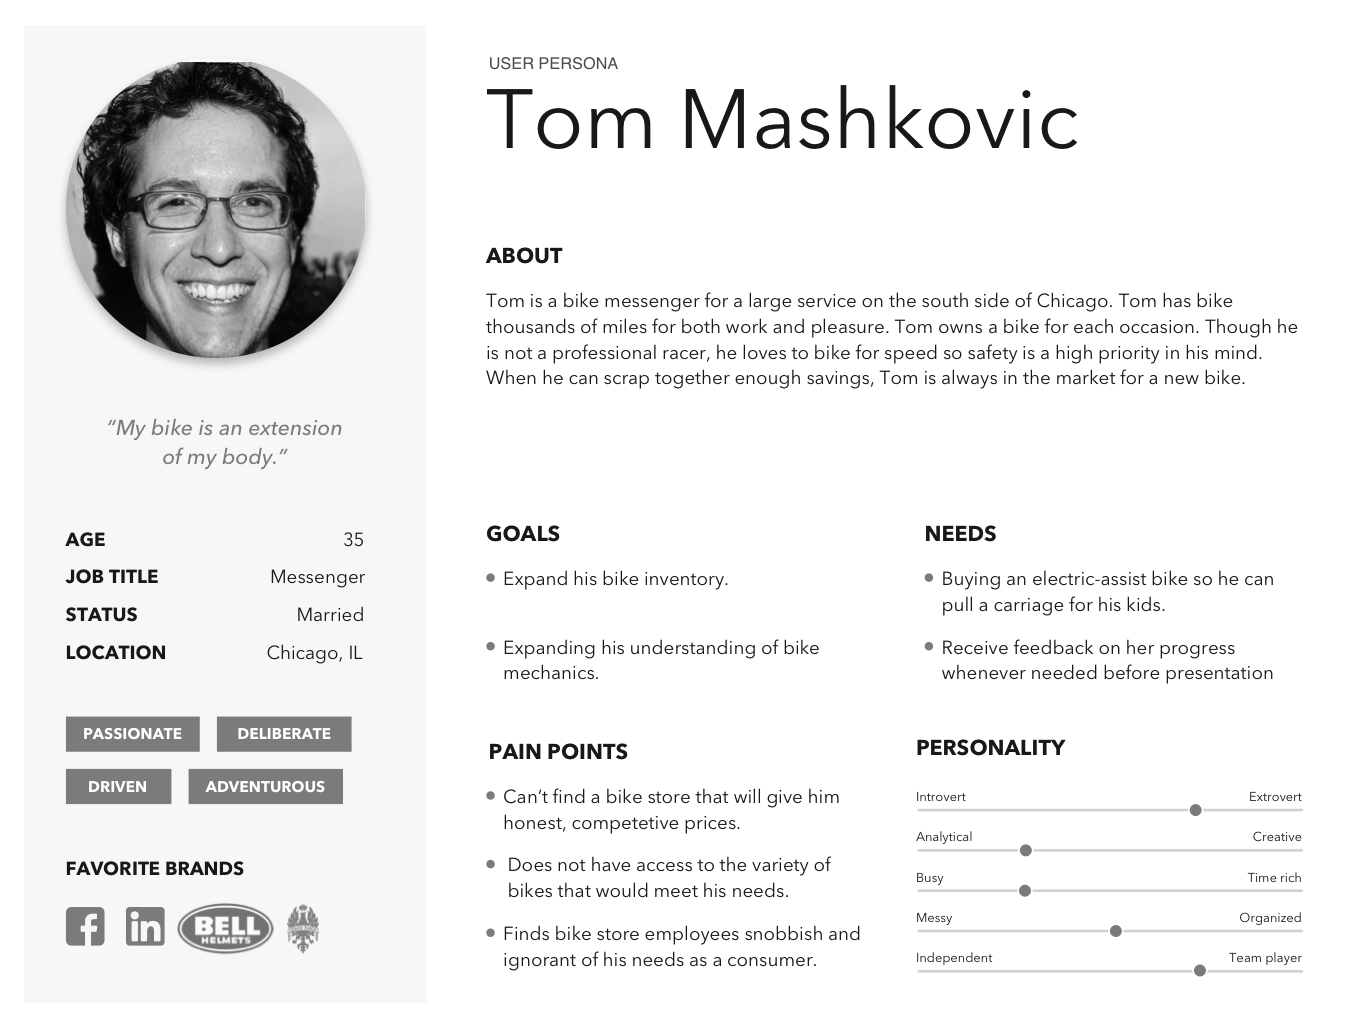 USER PERSONA
Tom Mashkovic
ABOUT
Tom is a bike messenger for a large service on the south side of Chicago. Tom has bike
thousands of miles for both work and pleasure. Tom owns a bike for each occasion. Though he
is not a professional racer, he loves to bike for speed so safety is a high priority in his mind.
When he can scrap together enough savings, Tom is always in the market for a new bike.
“My bike is an extension
of my body.”
AGE 35
JOB TITLE Messenger
STATUS Married
LOCATION Chicago, IL
PASSIONATE DELIBERATE
DRIVEN ADVENTUROUS
FAVORITE BRANDS
f in BELL
HELMETS
GOALS
Expand his bike inventory.
Expanding his understanding of bike
mechanics.
NEEDS
Buying an electric-assist bike so he can
pull a carriage for his kids.
Receive feedback on her progress
whenever needed before presentation
PAIN POINTS
Can’t find a bike store that will give him
honest, competetive prices.
Does not have access to the variety of
bikes that would meet his needs.
Finds bike store employees snobbish and
ignorant of his needs as a consumer.
PERSONALITY
Introvert Extrovert
Analytical Creative
Busy Time rich
Messy Organized
Independent Team player